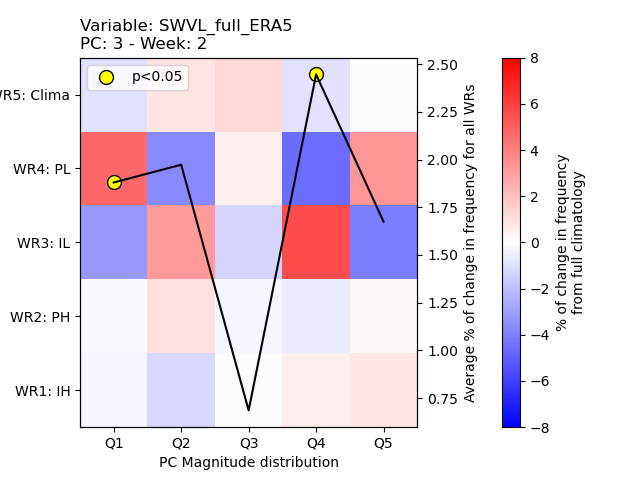 Variable: SWVL_full_ERA5
PC: 3 - Week: 2
p<0.05
WR5: Clima
WR4: PL
WR3: IL
WR2: PH
WR1: IH
Q1 Q2 Q3 Q4 Q5
PC Magnitude distribution
2.50
2.25
2.00
1.75
1.50
1.25
1.00
0.75
Average % of change in frequency for all WRs
8
6
4
2
0
−2
−4
−6
−8
% of change in frequency
from full climatology